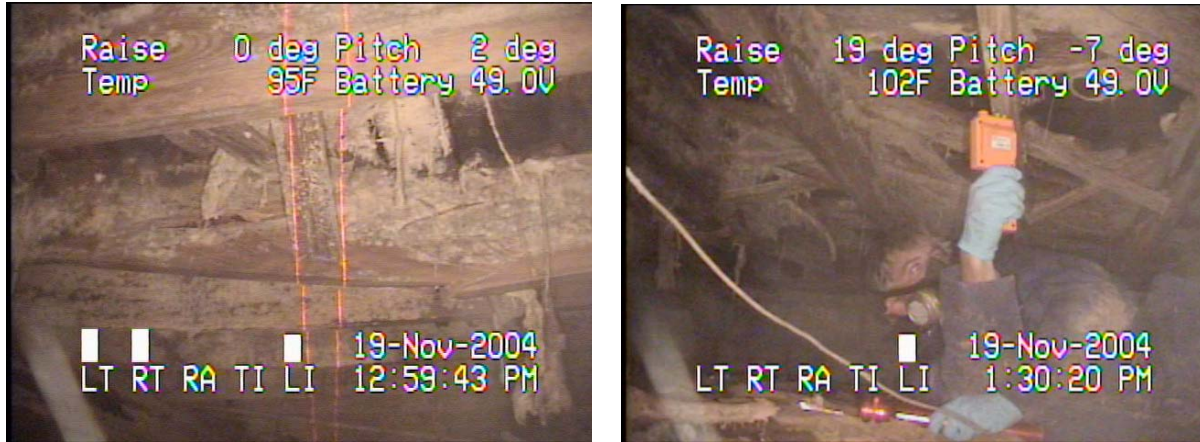 Raise 0 deg Pitch 2 deg
Temp 95F Battery 49.0V
19-Nov-2004
LT RT RA TI LI 12:59:43 PM
Raise 19 deg Pitch -7 deg
Temp 102F Battery 49.0V
19-Nov-2004
LT RT RA TI LI 1:30:20 PM